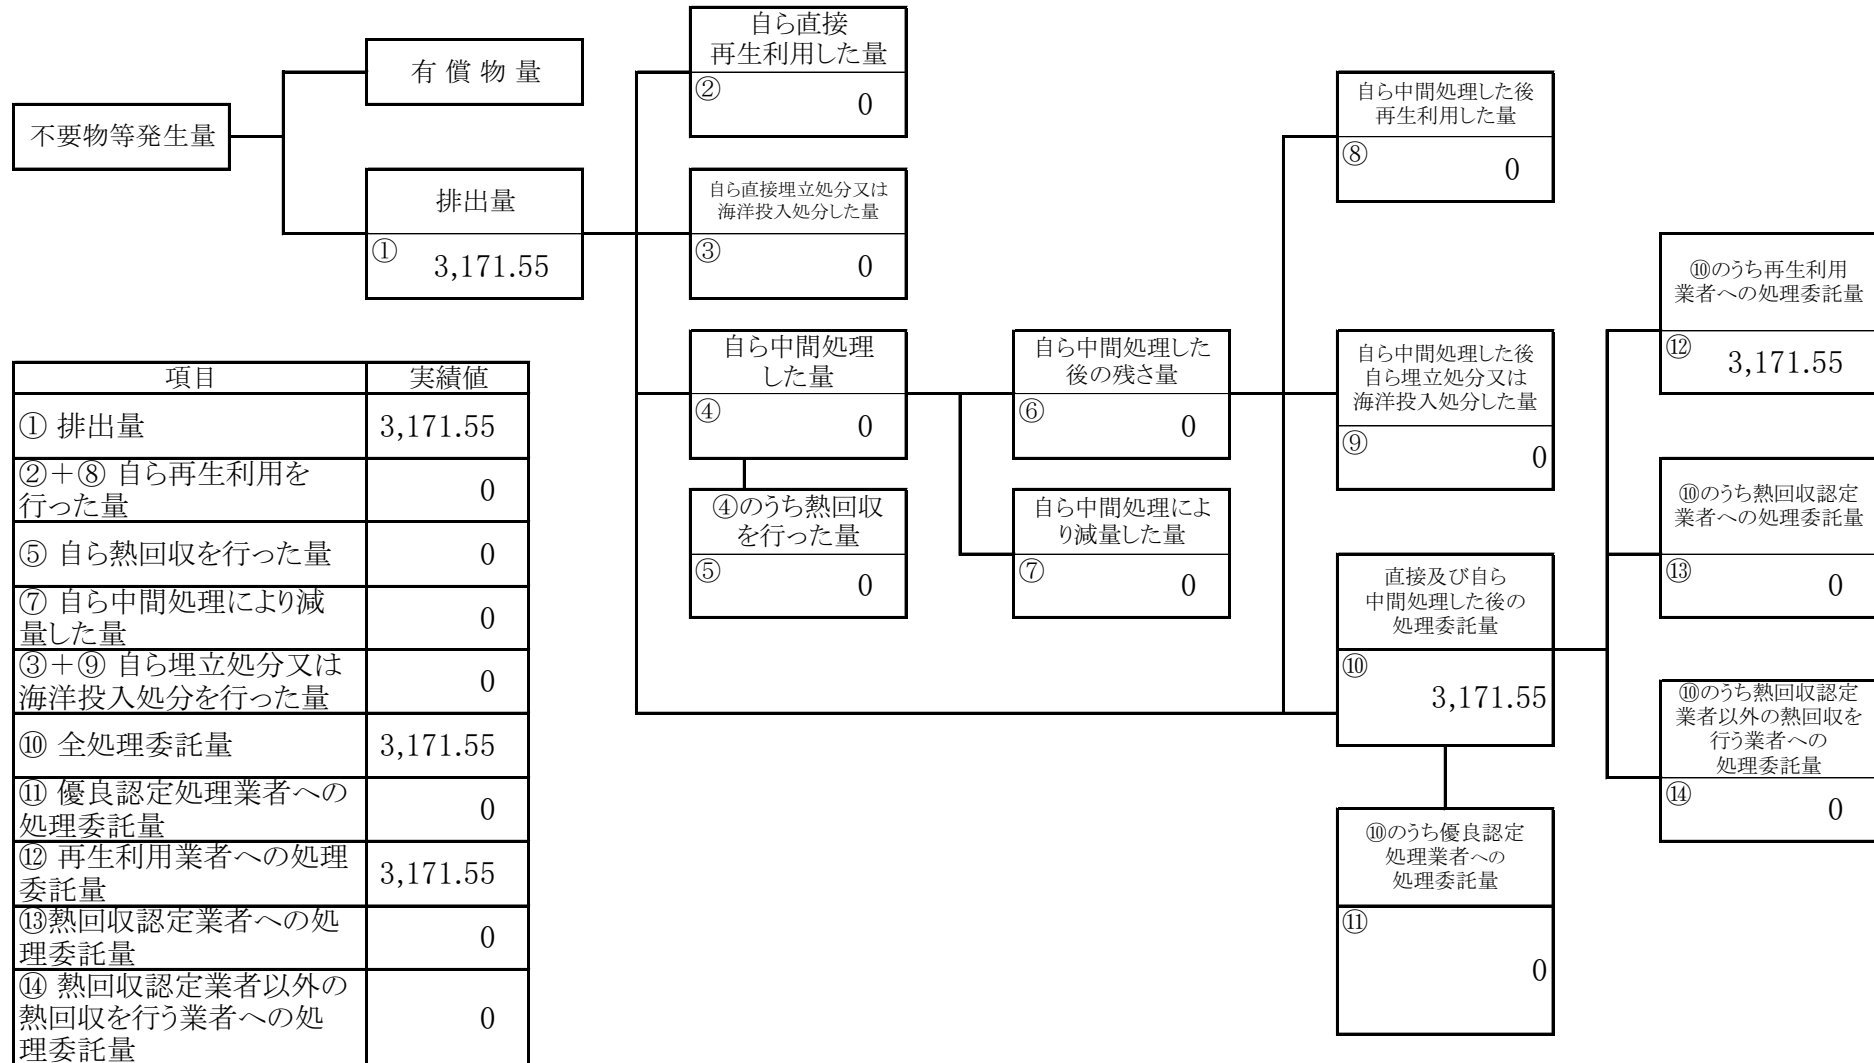 不要物等発生量
有 償 物 量
排出量
① 3,171.55
自ら直接
再生利用した量
② 0
自ら直接埋立処分又は
海洋投入処分した量
③ 0
自ら中間処理
した量
④ 0
④のうち熱回収
を行った量
⑤ 0
自ら中間処理した
後の残さ量
⑥ 0
自ら中間処理によ
り減量した量
⑦ 0
自ら中間処理した後
再生利用した量
⑧ 0
自ら中間処理した後
自ら埋立処分又は
海洋投入処分した量
⑨ 0
直接及び自ら
中間処理した後の
処理委託量
⑩ 3,171.55
⑩のうち優良認定
処理業者への
処理委託量
⑪ 0
⑩のうち再生利用
業者への処理委託量
⑫ 3,171.55
⑩のうち熱回収認定
業者への処理委託量
⑬ 0
⑩のうち熱回収認定
業者以外の熱回収を
行う業者への
処理委託量
⑭ 0
項目 実績値
① 排出量 3,171.55
②＋⑧ 自ら再生利用を
行った量 0
⑤ 自ら熱回収を行った量 0
⑦ 自ら中間処理により減
量した量 0
③＋⑨ 自ら埋立処分又は
海洋投入処分を行った量 0
⑩ 全処理委託量 3,171.55
⑪ 優良認定処理業者への
処理委託量 0
⑫ 再生利用業者への処理
委託量 3,171.55
⑬熱回収認定業者への処
理委託量 0
⑭ 熱回収認定業者以外の
熱回収を行う業者への処
理委託量 0